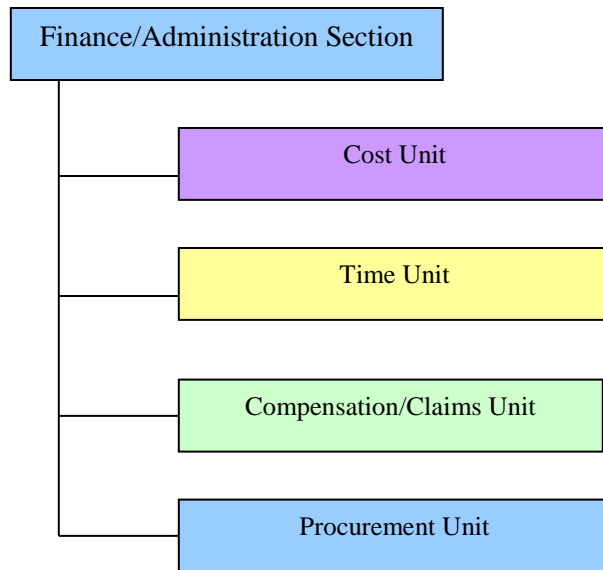 Finance/Administration Section
Cost Unit
Time Unit
Compensation/Claims Unit
Procurement Unit